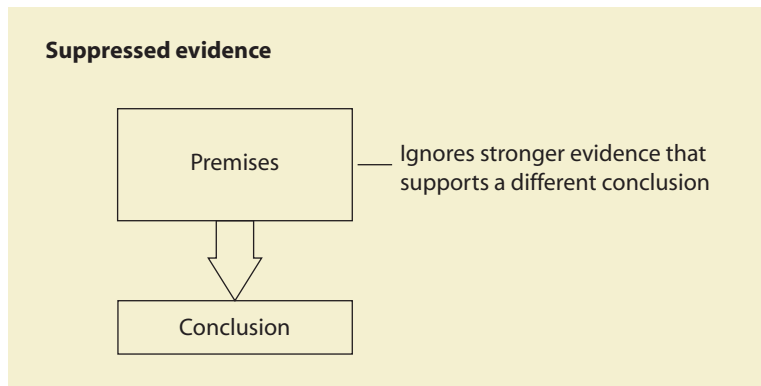 Suppressed evidence
Premises
Ignores stronger evidence that
supports a different conclusion
Conclusion